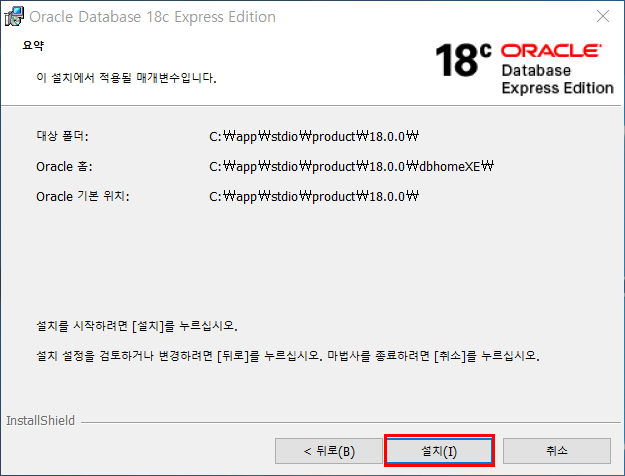 Oracle Database 18c Express Edition
요약
이 설치에서 적용될 매개변수입니다.
18c ORACLE
Database
Express Edition
대상 폴더: C:₩app₩stdio₩product₩18.0.0₩
Oracle 홈: C:₩app₩stdio₩product₩18.0.0₩dbhomeXE₩
Oracle 기본 위치: C:₩app₩stdio₩product₩18.0.0₩
설치를 시작하려면 [설치]를 누르십시오.
설치 설정을 검토하거나 변경하려면 [뒤로]를 누르십시오. 마법사를 종료하려면 [취소]를 누르십시오.
InstallShield
< 뒤로(B) 설치(I) 취소